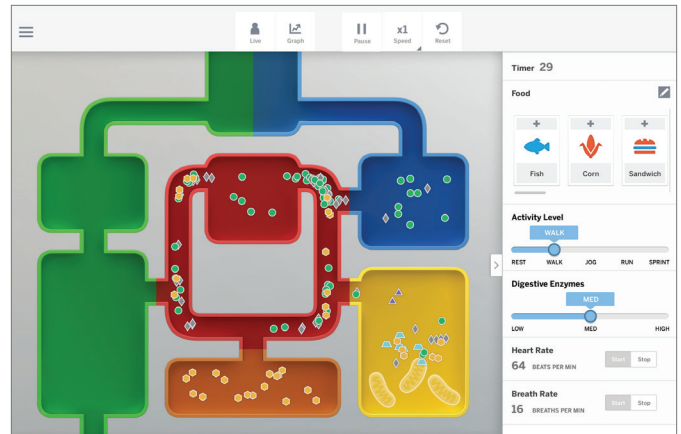 Live
Graph
Pause
x1
Speed
Reset
Timer 29
Food
Fish
Corn
Sandwich
Activity Level
WALK
REST WALK JOG RUN SPRINT
Digestive Enzymes
MED
LOW MED HIGH
Heart Rate
64 BEATS PER MIN
Start Stop
Breath Rate
16 BREATHS PER MIN
Start Stop